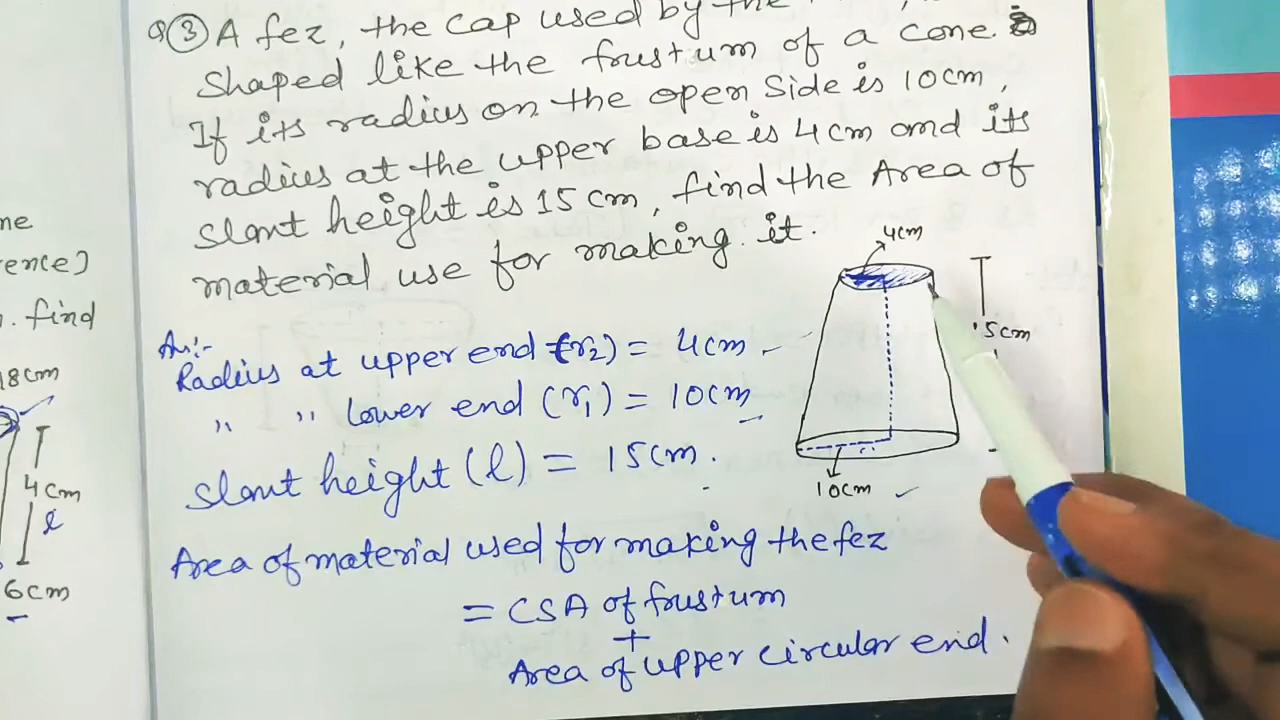 ne
ence)
. find
18cm
4cm
l
6cm
Q③ A fez, the cap used by the
shaped like the frustum of a cone.
If its radius on the open side is 10cm,
radius at the upper base is 4cm and its
slant height is 15cm, find the Area of
material use for making it.
4cm
15cm
10cm
Ans:-
Radius at upper end (r2) = 4cm
,, ,, lower end (r1) = 10cm
slant height (l) = 15cm.
Area of material used for making the fez
= CSA of frustum
+
Area of upper circular end.